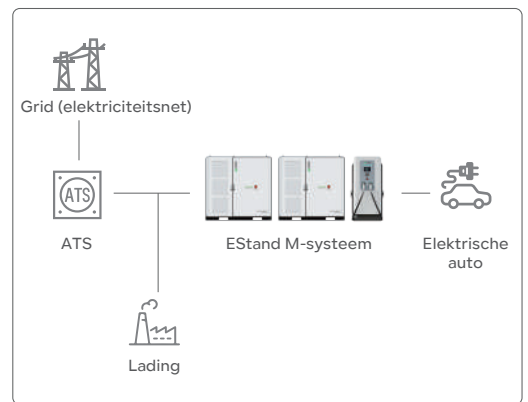 Grid (elektriciteitsnet)
ATS
ATS
EStand M-systeem
Elektrische
auto
Lading